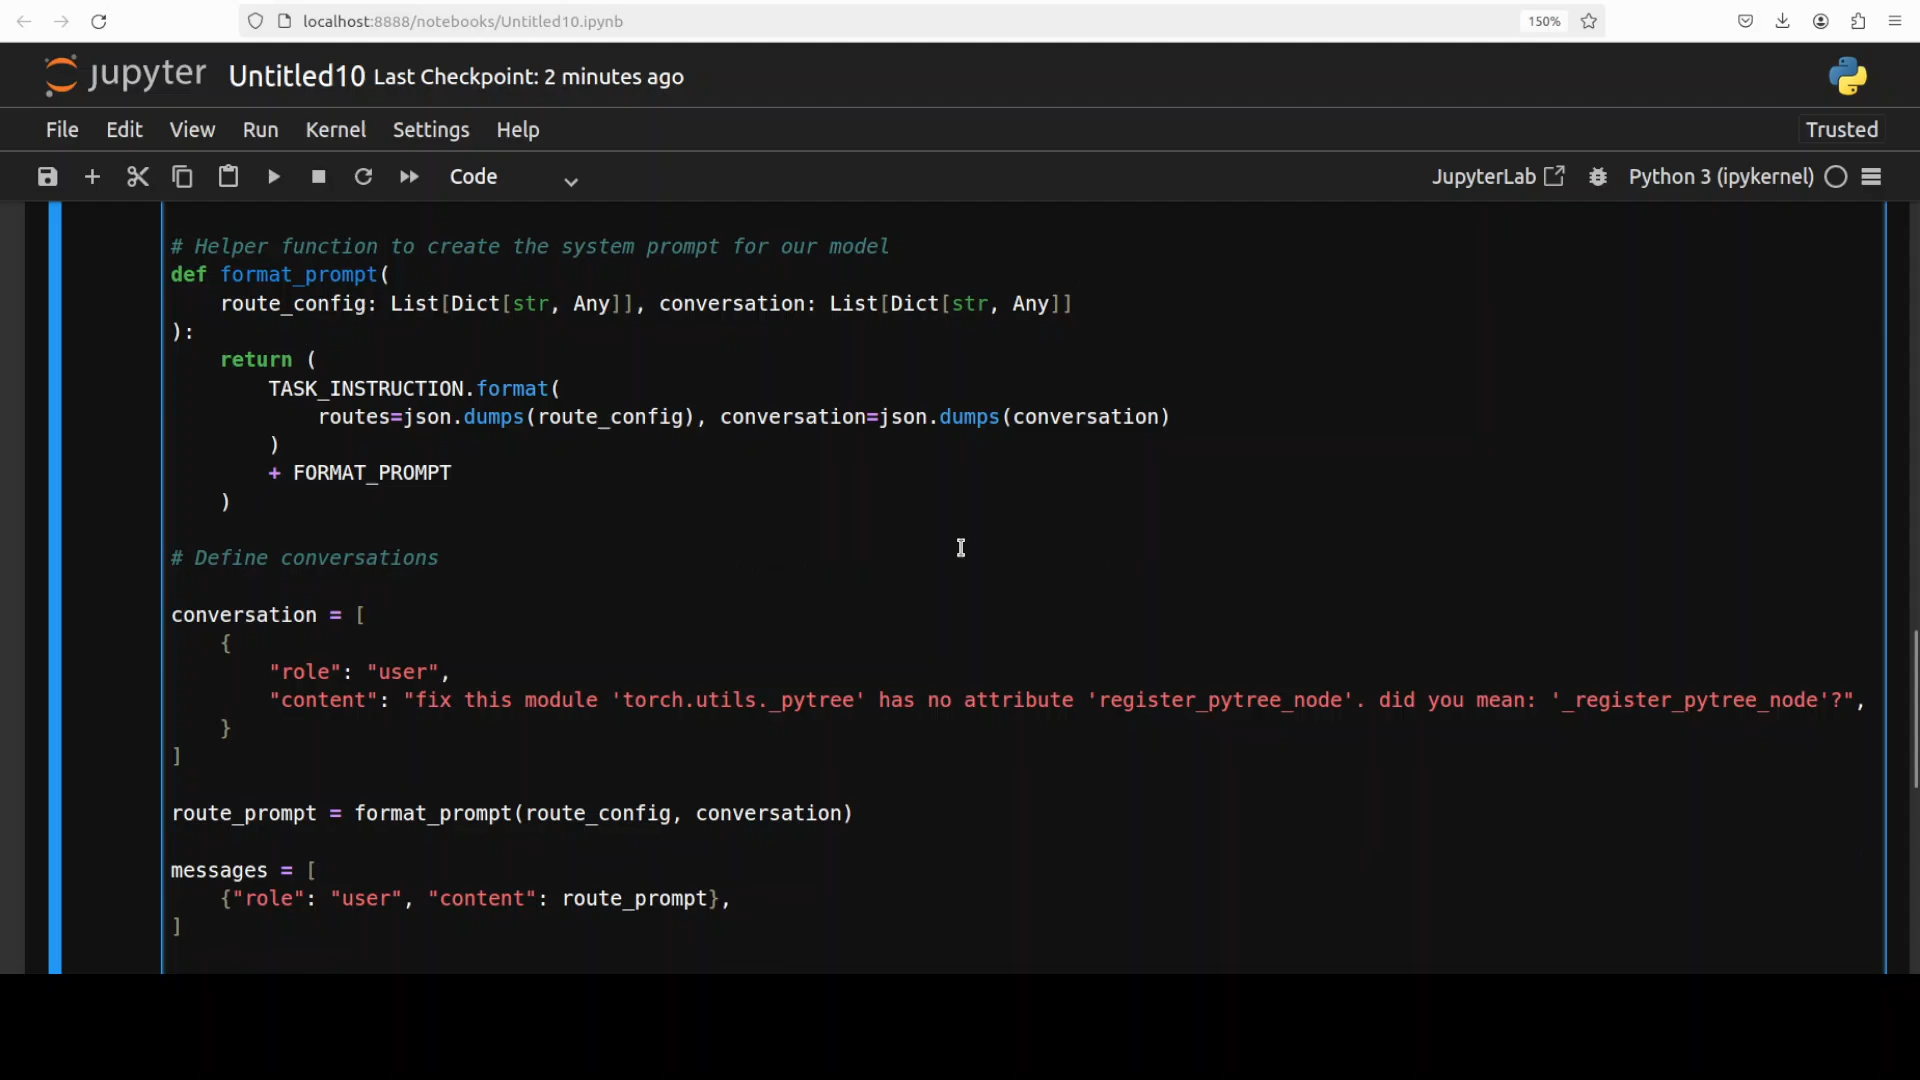 localhost:8888/notebooks/Untitled10.ipynb
150%
jupyter Untitled10 Last Checkpoint: 2 minutes ago
File Edit View Run Kernel Settings Help
Trusted
Code
JupyterLab
Python 3 (ipykernel)
# Helper function to create the system prompt for our model
def format_prompt(
    route_config: List[Dict[str, Any]], conversation: List[Dict[str, Any]]
):
    return (
        TASK_INSTRUCTION.format(
            routes=json.dumps(route_config), conversation=json.dumps(conversation)
        )
        + FORMAT_PROMPT
    )
# Define conversations
conversation = [
    {
        "role": "user",
        "content": "fix this module 'torch.utils._pytree' has no attribute 'register_pytree_node'. did you mean: '_register_pytree_node'?",
    }
]
route_prompt = format_prompt(route_config, conversation)
messages = [
    {"role": "user", "content": route_prompt},
]